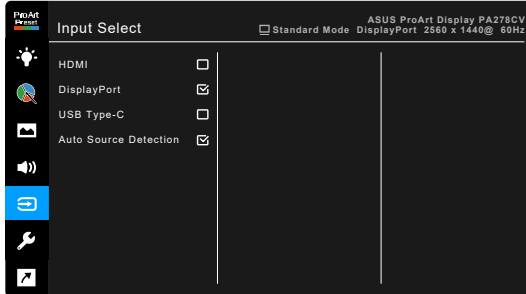 ProArt
Preset
Input Select
ASUS ProArt Display PA278CV
Standard Mode DisplayPort 2560 x 1440@ 60Hz
HDMI
DisplayPort
USB Type-C
Auto Source Detection